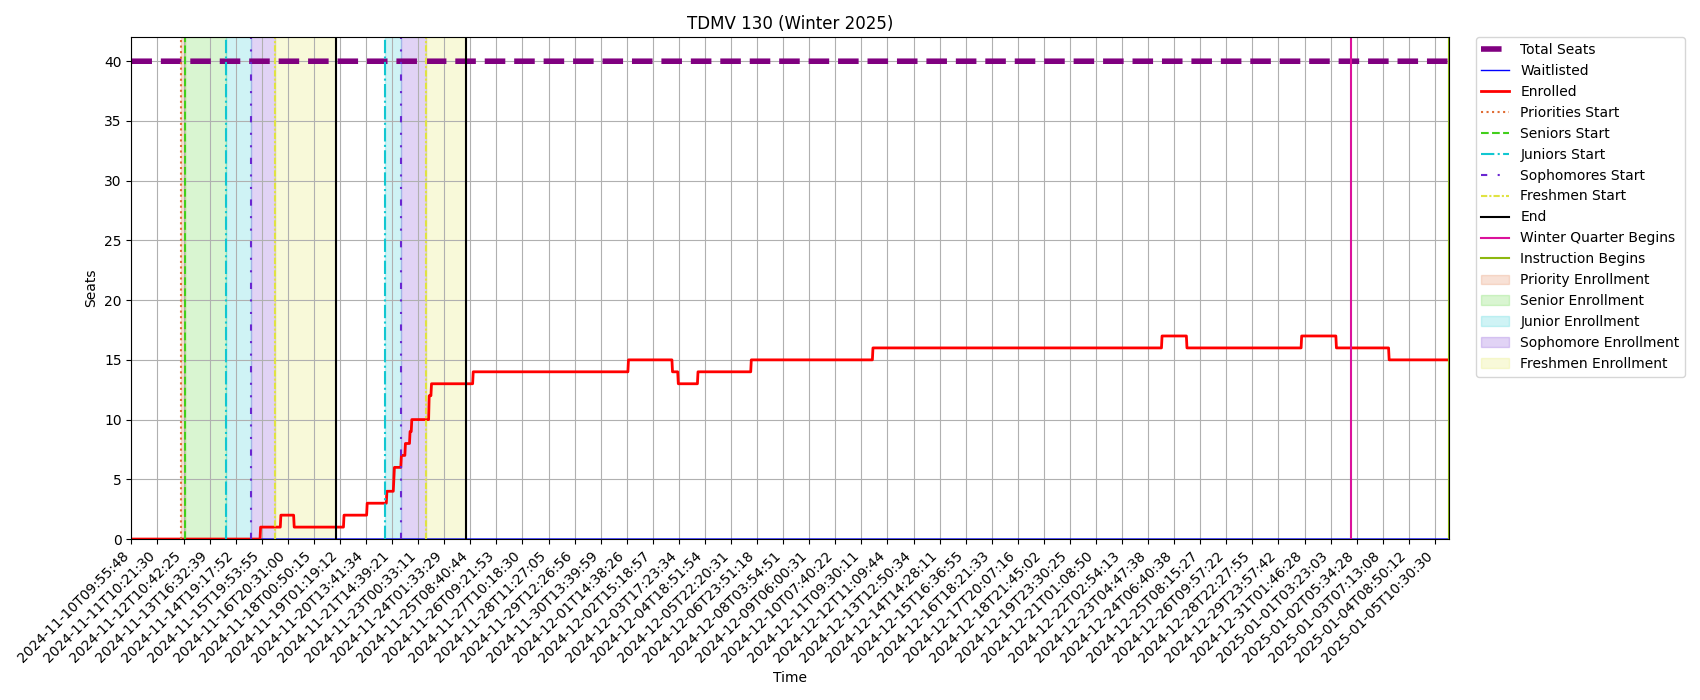 TDMV 130 (Winter 2025)
Seats
40
35
30
25
20
15
10
5
0
2024-11-10T09:55:48
2024-11-11T10:21:30
2024-11-12T10:42:25
2024-11-13T16:32:39
2024-11-14T19:17:52
2024-11-15T19:53:55
2024-11-16T20:31:00
2024-11-18T00:50:15
2024-11-19T01:19:12
2024-11-20T13:41:34
2024-11-21T14:39:21
2024-11-23T00:33:11
2024-11-24T01:33:29
2024-11-25T08:40:44
2024-11-26T09:21:53
2024-11-27T10:18:30
2024-11-28T11:27:05
2024-11-29T12:26:56
2024-11-30T13:39:59
2024-12-01T14:38:26
2024-12-02T15:18:57
2024-12-03T17:23:34
2024-12-04T18:51:54
2024-12-05T22:20:31
2024-12-06T23:51:18
2024-12-08T03:54:51
2024-12-09T06:00:31
2024-12-10T07:40:22
2024-12-11T09:30:11
2024-12-12T11:09:44
2024-12-13T12:50:34
2024-12-14T14:28:11
2024-12-15T16:36:55
2024-12-16T18:21:33
2024-12-17T20:07:16
2024-12-18T21:45:02
2024-12-19T23:30:25
2024-12-21T01:08:50
2024-12-22T02:54:13
2024-12-23T04:47:38
2024-12-24T06:40:38
2024-12-25T08:15:27
2024-12-26T09:57:22
2024-12-28T22:27:55
2024-12-29T23:57:42
2024-12-31T01:46:28
2025-01-01T03:23:03
2025-01-02T05:34:28
2025-01-03T07:13:08
2025-01-04T08:50:12
2025-01-05T10:30:30
Time
Total Seats
Waitlisted
Enrolled
Priorities Start
Seniors Start
Juniors Start
Sophomores Start
Freshmen Start
End
Winter Quarter Begins
Instruction Begins
Priority Enrollment
Senior Enrollment
Junior Enrollment
Sophomore Enrollment
Freshmen Enrollment